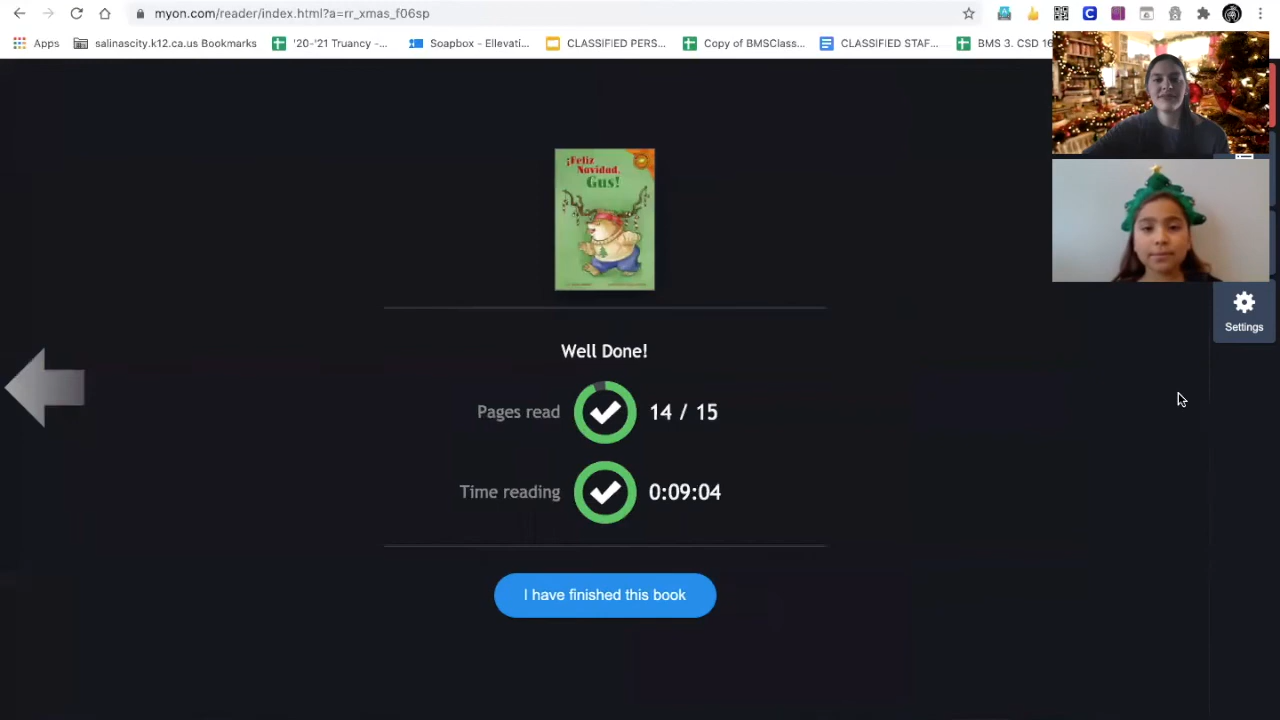 myon.com/reader/index.html?a=rr_xmas_f06sp
Apps
salinascity.k12.ca.us Bookmarks
'20-'21 Truancy -...
Soapbox - Ellevati...
CLASSIFIED PERS...
Copy of BMSClass...
CLASSIFIED STAF...
BMS 3. CSD 16
¡Feliz
Navidad,
Gus!
Well Done!
Pages read 14 / 15
Time reading 0:09:04
I have finished this book
Settings